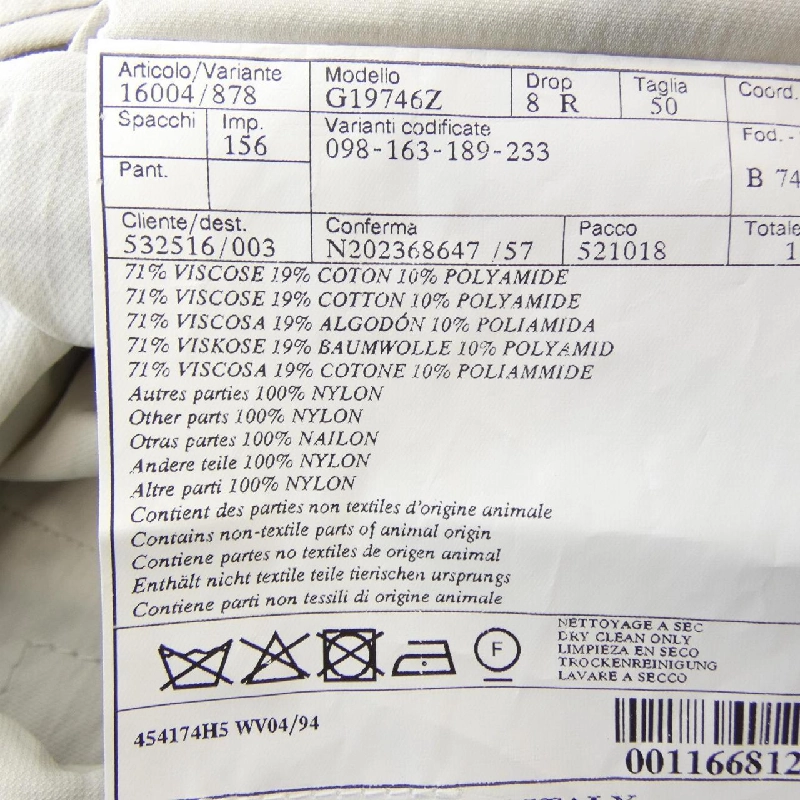 Articolo/Variante Modello Drop Taglia Coord.
16004/878 G19746Z 8 R 50
Spacchi Imp. Varianti codificate Fod. -
156 098-163-189-233
Pant. B 74
Cliente/dest. Conferma Pacco Totale
532516/003 N202368647 /57 521018 1
71% VISCOSE 19% COTON 10% POLYAMIDE
71% VISCOSE 19% COTTON 10% POLYAMIDE
71% VISCOSA 19% ALGODÓN 10% POLIAMIDA
71% VISKOSE 19% BAUMWOLLE 10% POLYAMID
71% VISCOSA 19% COTONE 10% POLIAMMIDE
Autres parties 100% NYLON
Other parts 100% NYLON
Otras partes 100% NAILON
Andere teile 100% NYLON
Altre parti 100% NYLON
Contient des parties non textiles d'origine animale
Contains non-textile parts of animal origin
Contiene partes no textiles de origen animal
Enthält nicht textile teile tierischen ursprungs
Contiene parti non tessili di origine animale
F
NETTOYAGE A SEC
DRY CLEAN ONLY
LIMPIEZA EN SECO
TROCKENREINIGUNG
LAVARE A SECCO
454174H5 WV04/94
001166812